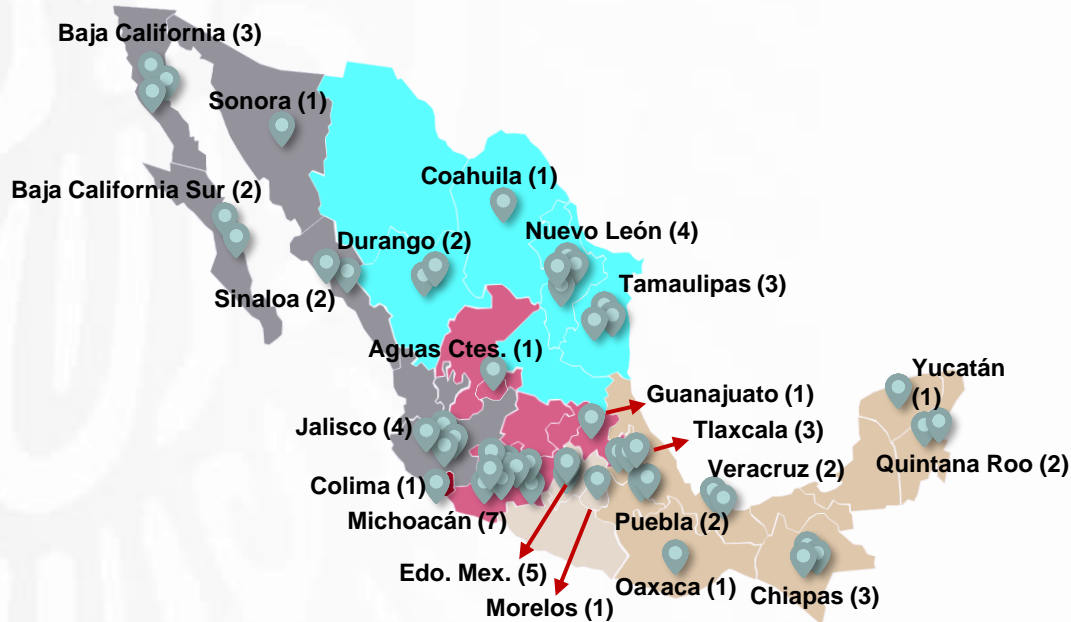 Baja California (3)
Sonora (1)
Baja California Sur (2)
Coahuila (1)
Nuevo León (4)
Durango (2)
Tamaulipas (3)
Sinaloa (2)
Aguas Ctes. (1)
Yucatán
(1)
Guanajuato (1)
Jalisco (4)
Tlaxcala (3)
Quintana Roo (2)
Veracruz (2)
Colima (1)
Michoacán (7)
Puebla (2)
Edo. Mex. (5)
Oaxaca (1)
Chiapas (3)
Morelos (1)